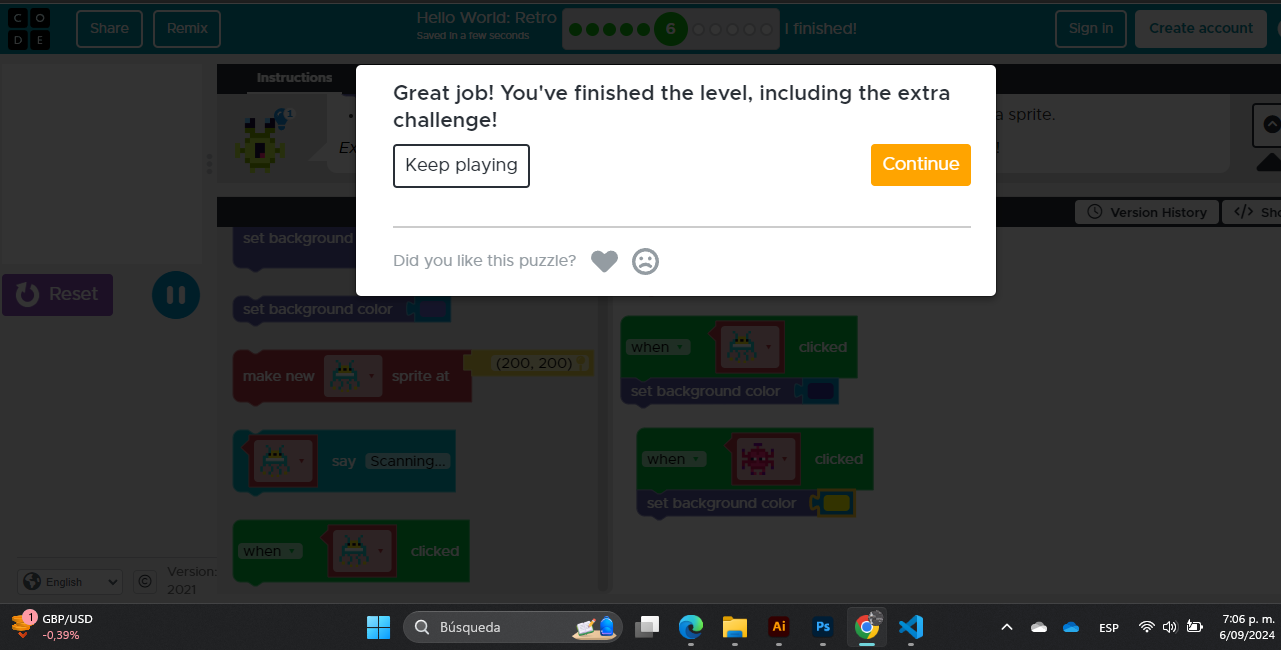 C O
D E
Share
Remix
Hello World: Retro
Saved in a few seconds
6
I finished!
Sign in
Create account
Instructions
1
a sprite.
Great job! You've finished the level, including the extra
challenge!
Keep playing
Continue
Did you like this puzzle?
Version History
</> Sho
Reset
set background
set background color
make new
sprite at
(200, 200)
say
Scanning...
when
clicked
when
clicked
set background color
when
clicked
set background color
English
©
Version:
2021
1
GBP/USD
-0,39%
Búsqueda
Ai
Ps
ESP
7:06 p. m.
6/09/2024